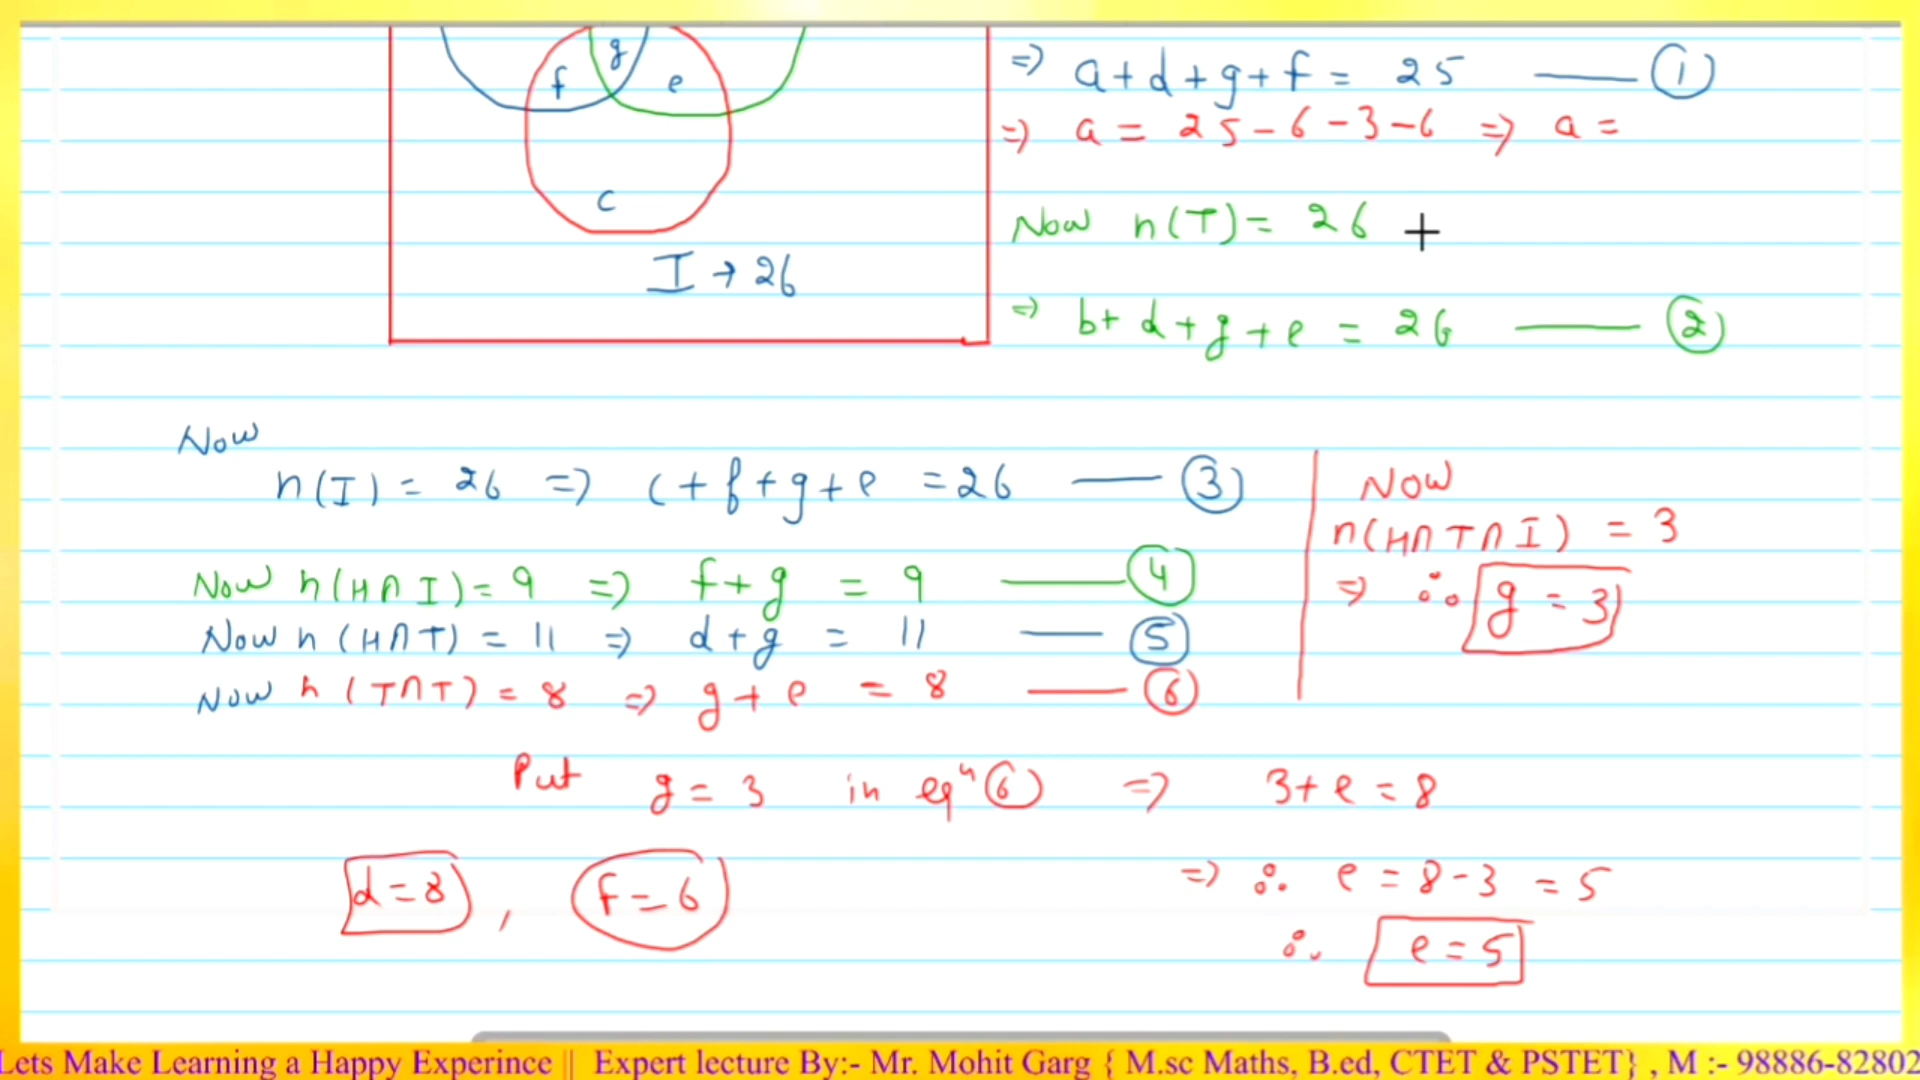 g
f e
c
I → 26
⇒ a+d+g+f = 25 —— ①
⇒ a = 25-6-3-6 ⇒ a =
Now n(T) = 26
⇒ b+d+g+e = 26 —— ②
Now
n(I) = 26 ⇒ c+f+g+e = 26 —— ③
Now n(H∩I) = 9 ⇒ f+g = 9 —— ④
Now n(H∩T) = 11 ⇒ d+g = 11 —— ⑤
Now n(T∩T) = 8 ⇒ g+e = 8 —— ⑥
Now
n(H∩T∩I) = 3
⇒ ∴ g = 3
Put g = 3 in eqⁿ ⑥ ⇒ 3+e = 8
d = 8 , f = 6
⇒ ∴ e = 8-3 = 5
∴ e = 5
Lets Make Learning a Happy Experince || Expert lecture By:- Mr. Mohit Garg { M.sc Maths, B.ed, CTET & PSTET} , M :- 98886-82802